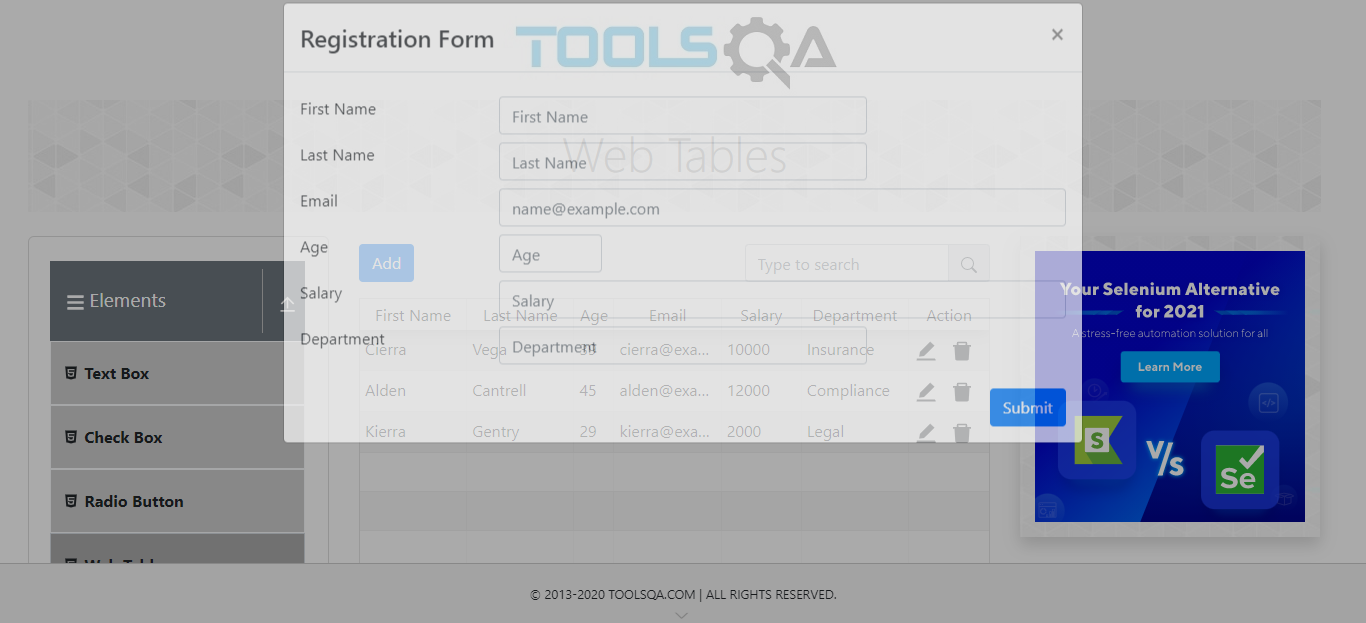 Registration Form
×
TOOLSQA
First Name
First Name
Web Tables
Last Name
Last Name
Email
name@example.com
Age
Age
Salary
Salary
Department
Department
Submit
Elements
Text Box
Check Box
Radio Button
Web Tables
Add
Type to search
First Name Last Name Age Email Salary Department Action
Cierra Vega 39 cierra@exa... 10000 Insurance
Alden Cantrell 45 alden@exa... 12000 Compliance
Kierra Gentry 29 kierra@exa... 2000 Legal
Your Selenium Alternative
for 2021
A stress-free automation solution for all
Learn More
S
V/s
Se
© 2013-2020 TOOLSQA.COM | ALL RIGHTS RESERVED.